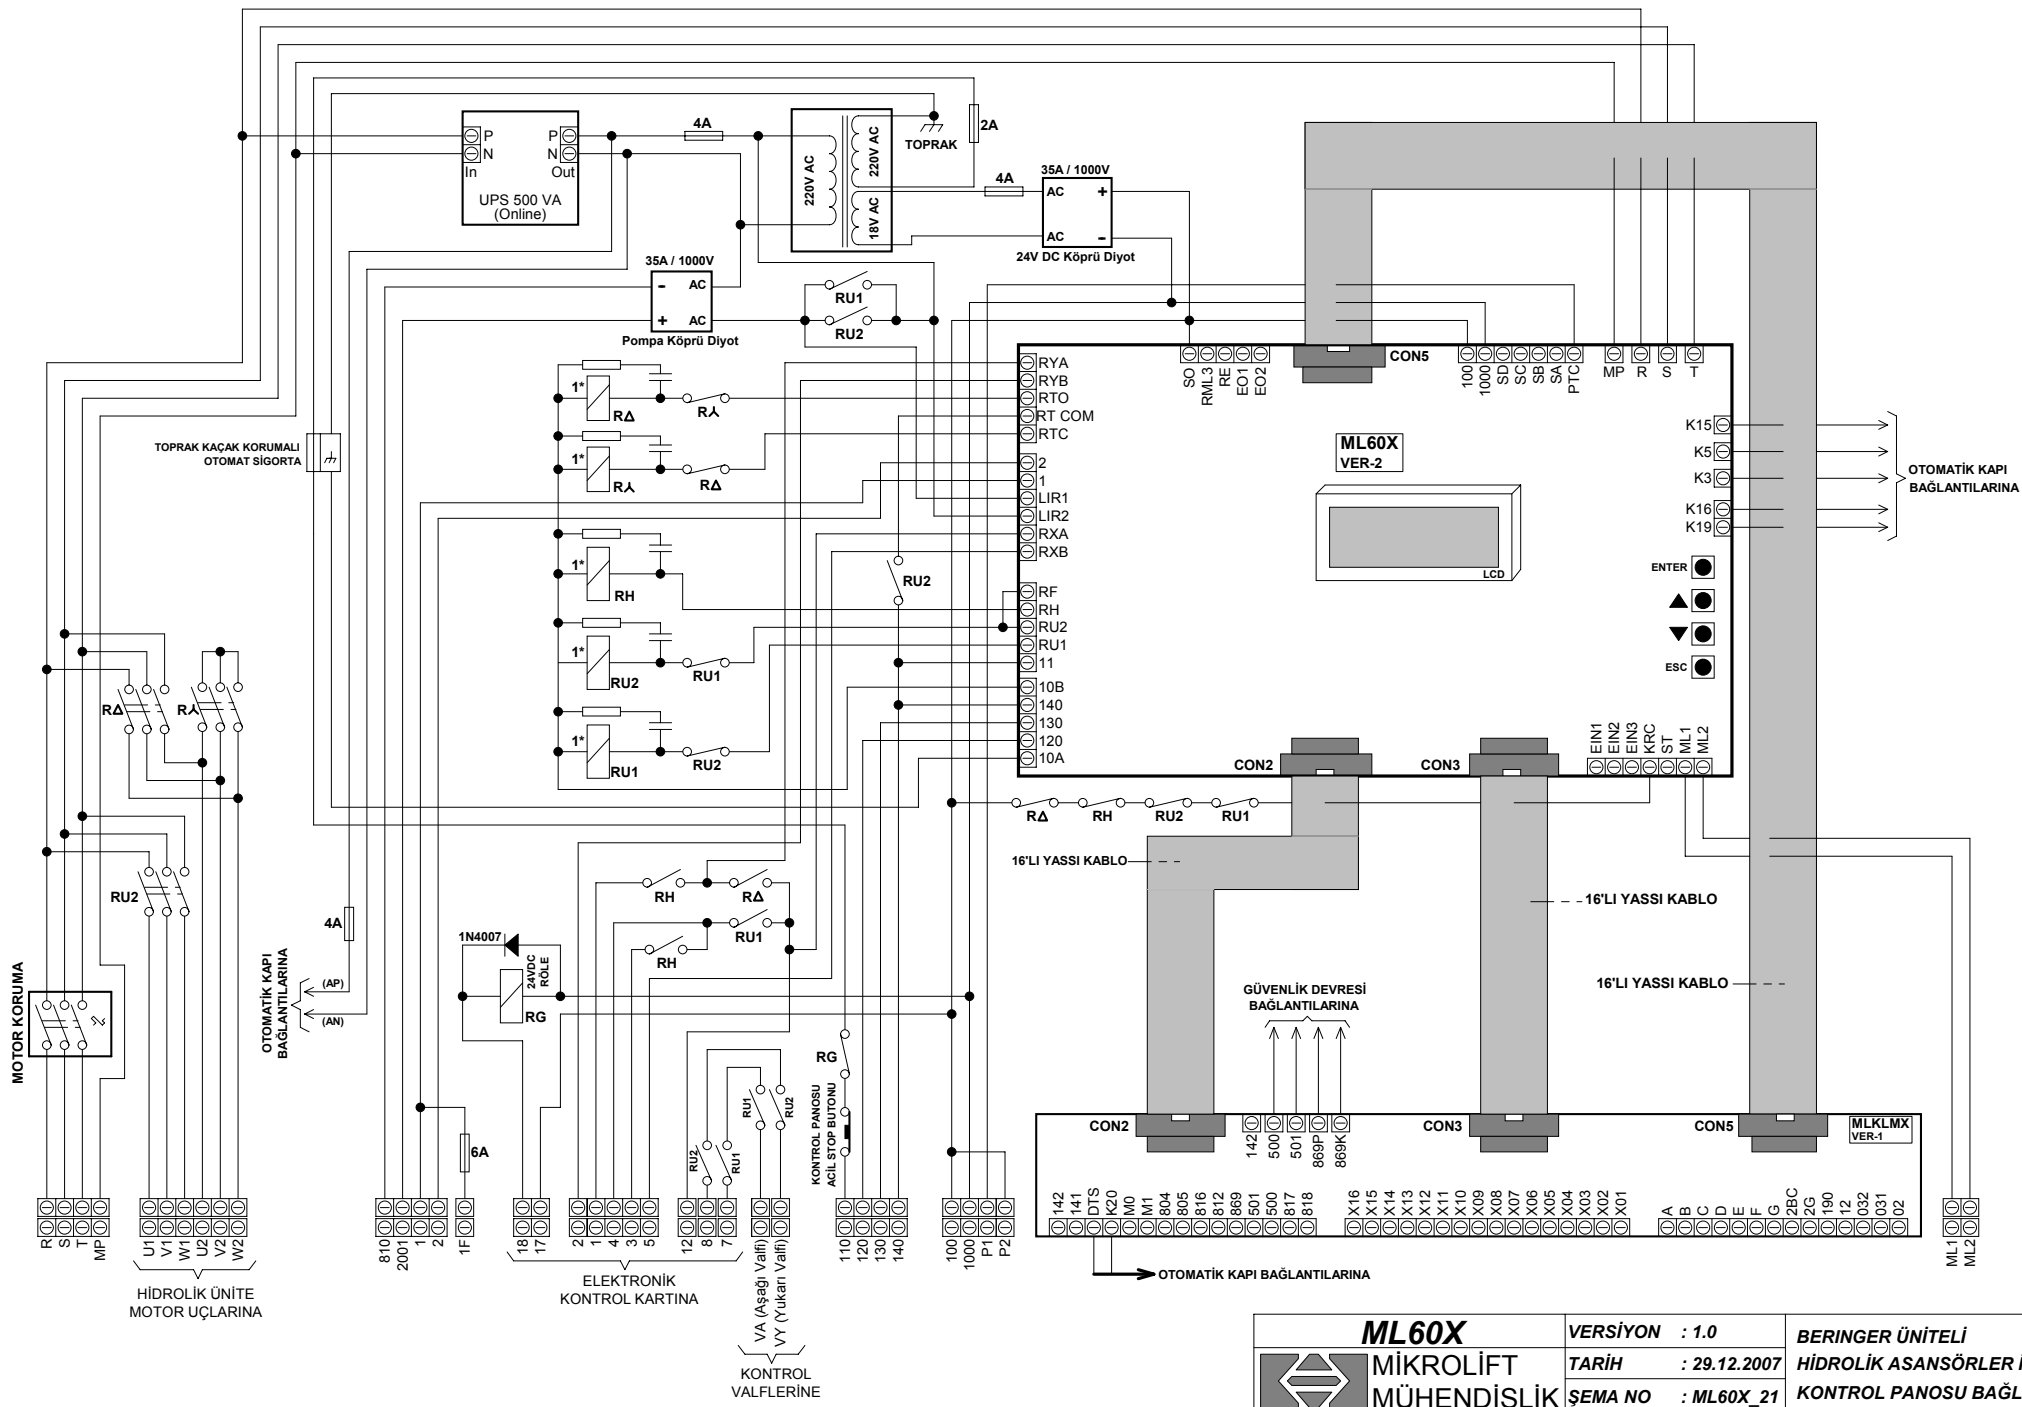 P
N
In
P
N
Out
UPS 500 VA
(Online)
4A
220V AC
220V AC
18V AC
TOPRAK
2A
4A
35A / 1000V
AC
+
AC
-
24V DC Köprü Diyot
35A / 1000V
-
AC
+
AC
Pompa Köprü Diyot
RU1
RU2
TOPRAK KAÇAK KORUMALI
OTOMAT SİGORTA
1*
RΔ
R⅄
1*
R⅄
RΔ
1*
RH
1*
RU2
RU1
1*
RU1
RU2
RU2
RYA
RYB
RTO
RT COM
RTC
2
1
LIR1
LIR2
RXA
RXB
RF
RH
RU2
RU1
11
10B
140
130
120
10A
SO
RML3
RE
EO1
EO2
CON5
100
1000
SD
SC
SB
SA
PTC
MP
R
S
T
ML60X
VER-2
LCD
K15
K5
K3
K16
K19
OTOMATİK KAPI
BAĞLANTILARINA
ENTER
▲
▼
ESC
EIN1
EIN2
EIN3
KRC
ST
ML1
ML2
CON2
CON3
RΔ
RH
RU2
RU1
16'LI YASSI KABLO
16'LI YASSI KABLO
16'LI YASSI KABLO
RΔ
R⅄
RU2
MOTOR KORUMA
4A
OTOMATİK KAPI
BAĞLANTILARINA
(AP)
(AN)
RH
RΔ
RU1
RH
1N4007
24VDC
RÖLE
RG
RG
KONTROL PANOSU
ACİL STOP BUTONU
RU1
RU2
RU2
RU1
6A
GÜVENLİK DEVRESİ
BAĞLANTILARINA
CON2
142
500
501
869P
869K
CON3
CON5
MLKLMX
VER-1
142
141
DTS
K20
M0
M1
804
805
816
812
869
501
500
817
818
X16
X15
X14
X13
X12
X11
X10
X09
X08
X07
X06
X05
X04
X03
X02
X01
A
B
C
D
E
F
G
2BC
2G
190
12
032
031
02
OTOMATİK KAPI BAĞLANTILARINA
R
S
T
MP
U1
V1
W1
U2
V2
W2
HİDROLİK ÜNİTE
MOTOR UÇLARINA
810
2001
1
2
1F
18
17
2
1
4
3
5
12
8
7
ELEKTRONİK
KONTROL KARTINA
VA (Aşağı Valfi)
VY (Yukarı Valfi)
KONTROL
VALFLERİNE
110
120
130
140
100
1000
P1
P2
ML1
ML2
ML60X
MİKROLİFT
MÜHENDİSLİK
VERSİYON : 1.0
TARİH : 29.12.2007
ŞEMA NO : ML60X_21
BERINGER ÜNİTELİ
HİDROLİK ASANSÖRLER İ
KONTROL PANOSU BAĞL